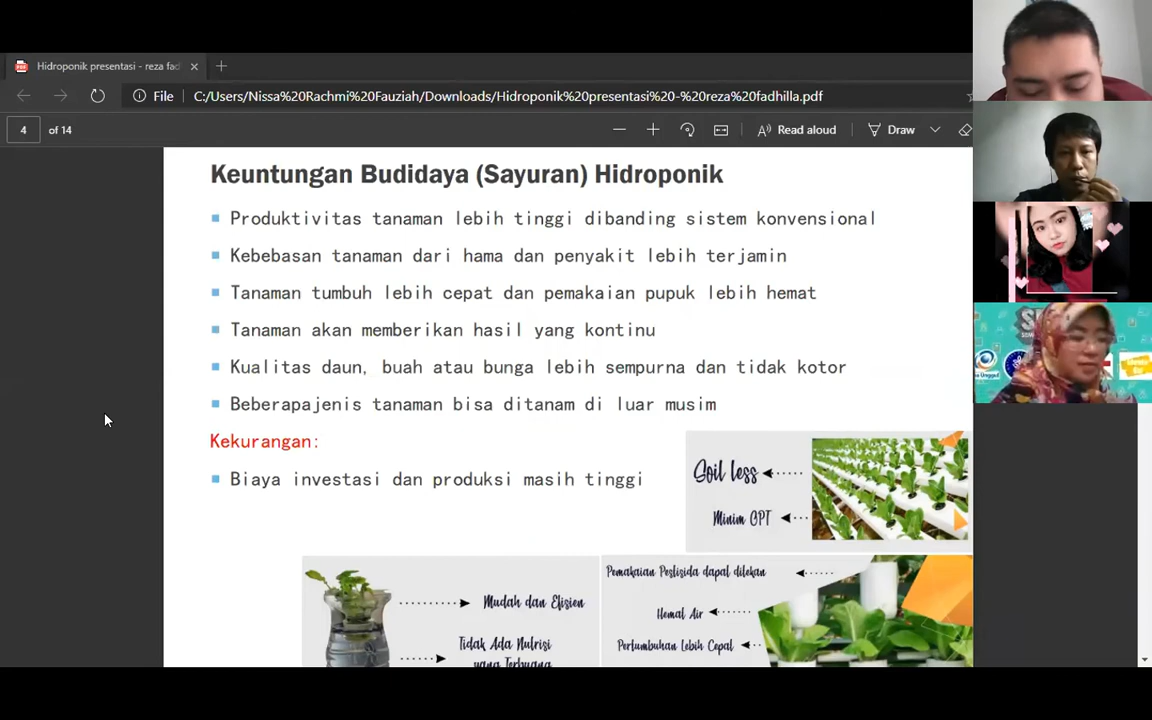 Hidroponik presentasi - reza fad
File
C:/Users/Nissa%20Rachmi%20Fauziah/Downloads/Hidroponik%20presentasi%20-%20reza%20fadhilla.pdf
4 of 14
Read aloud
Draw
Keuntungan Budidaya (Sayuran) Hidroponik
Produktivitas tanaman lebih tinggi dibanding sistem konvensional
Kebebasan tanaman dari hama dan penyakit lebih terjamin
Tanaman tumbuh lebih cepat dan pemakaian pupuk lebih hemat
Tanaman akan memberikan hasil yang kontinu
Kualitas daun, buah atau bunga lebih sempurna dan tidak kotor
Beberapajenis tanaman bisa ditanam di luar musim
Kekurangan:
Biaya investasi dan produksi masih tinggi
Soil less
Minim OPT
Mudah dan Efisien
Tidak Ada Nutrisi
yang Terbuang
Pemakaian Pestisida dapat ditekan
Hemat Air
Pertumbuhan Lebih Cepat